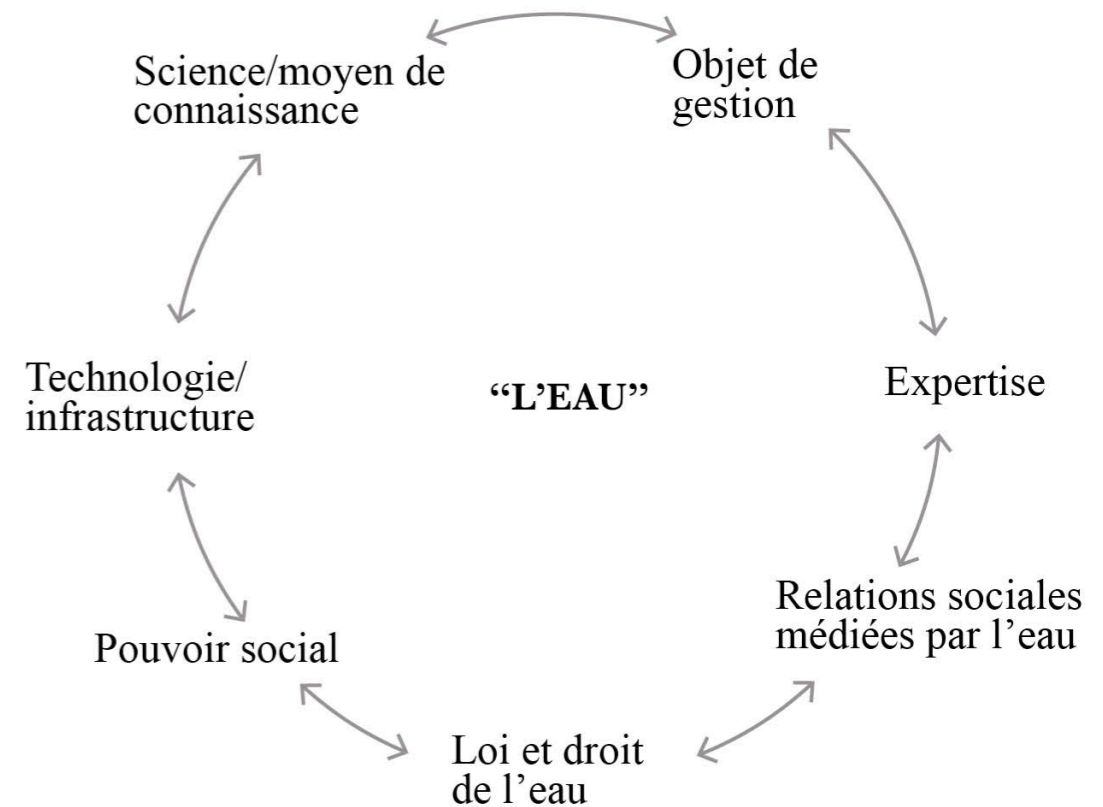 Science/moyen de
connaissance
Objet de
gestion
Technologie/
infrastructure
“L’EAU”
Expertise
Relations sociales
médiées par l’eau
Pouvoir social
Loi et droit
de l’eau